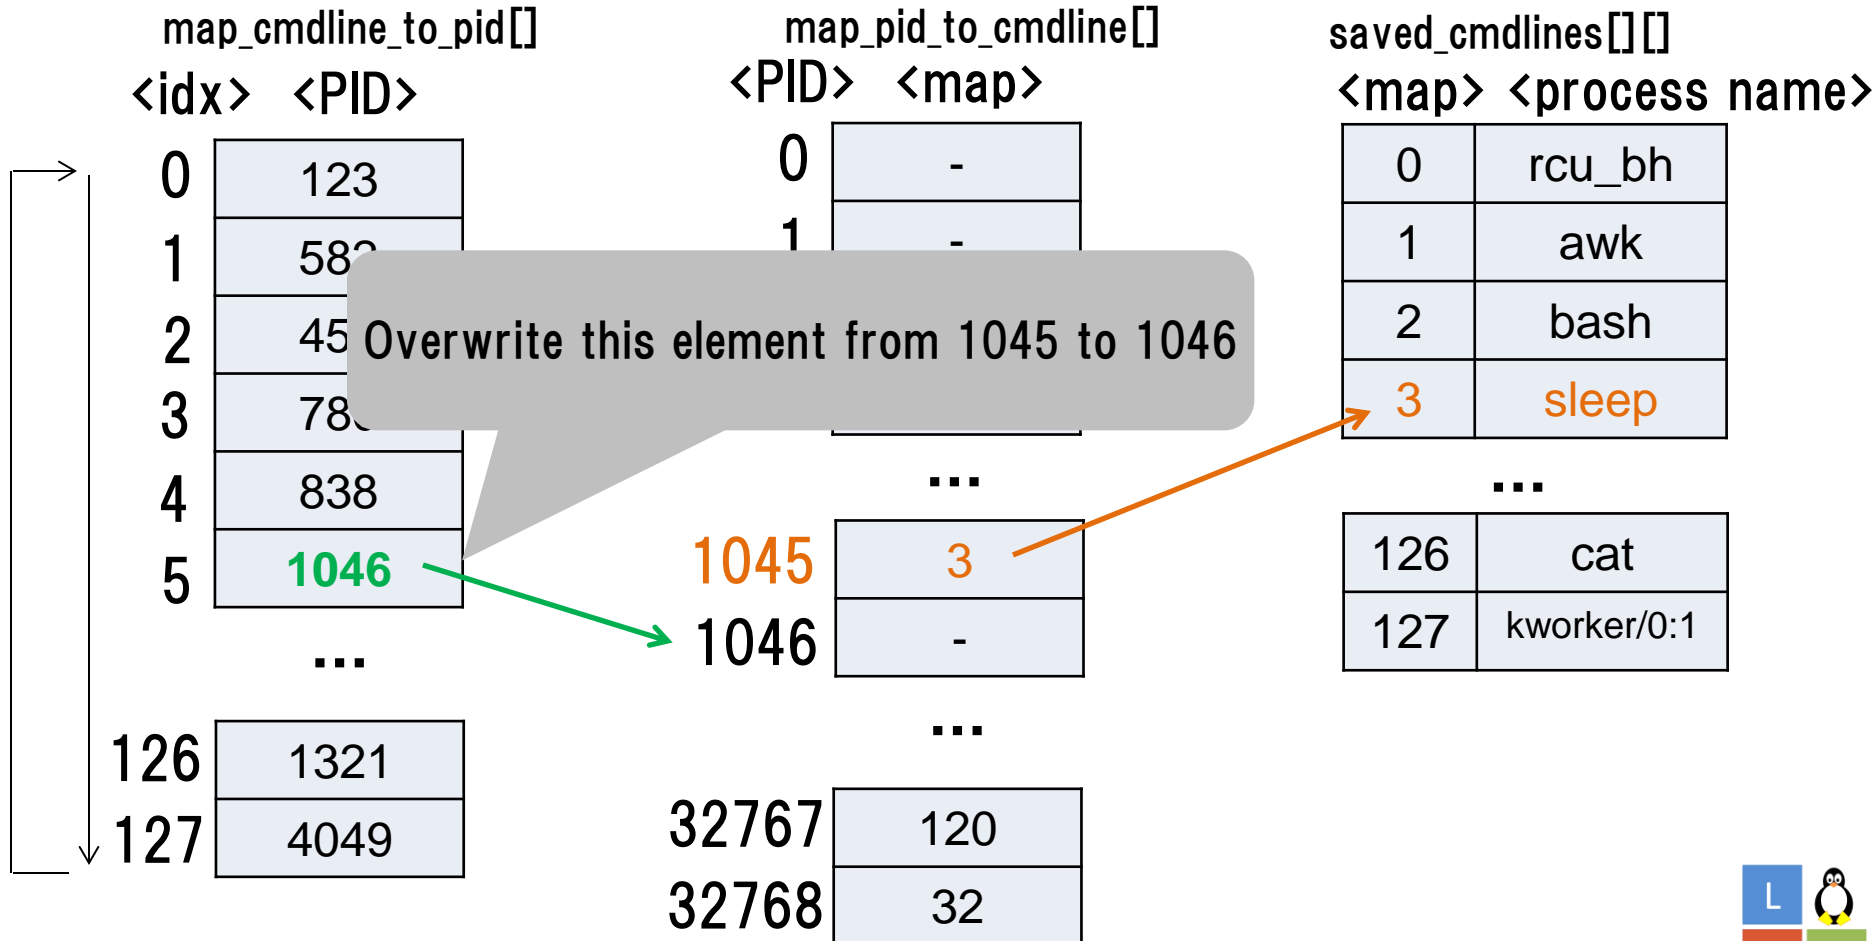 map_cmdline_to_pid[] map_pid_to_cmdline[] saved_cmdlines[][]
<idx> <PID> <PID> <map> <map> <process name>
0 123 0 - 0 rcu_bh
1 1 - 1 awk
2 2 bash
Overwrite this element from 1045 to 1046
3 3 sleep
4 838 ... ...
5 1046 1045 3 126 cat
... 1046 - 127 kworker/0:1
...
126 1321
127 4049 32767 120
32768 32
L